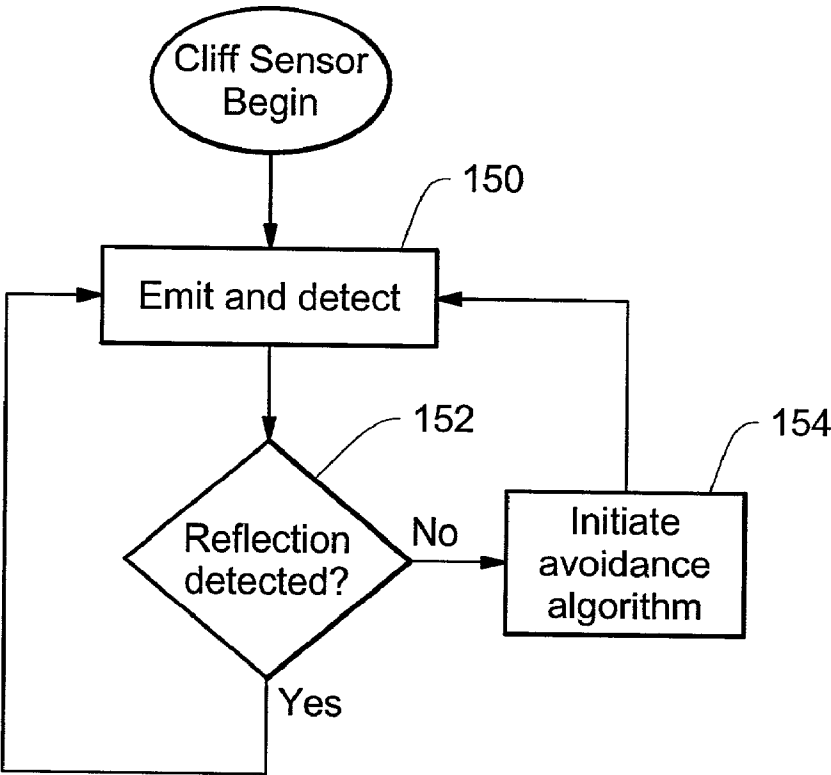 Cliff Sensor
Begin
150
Emit and detect
152
154
Reflection
detected?
No
Initiate
avoidance
algorithm
Yes